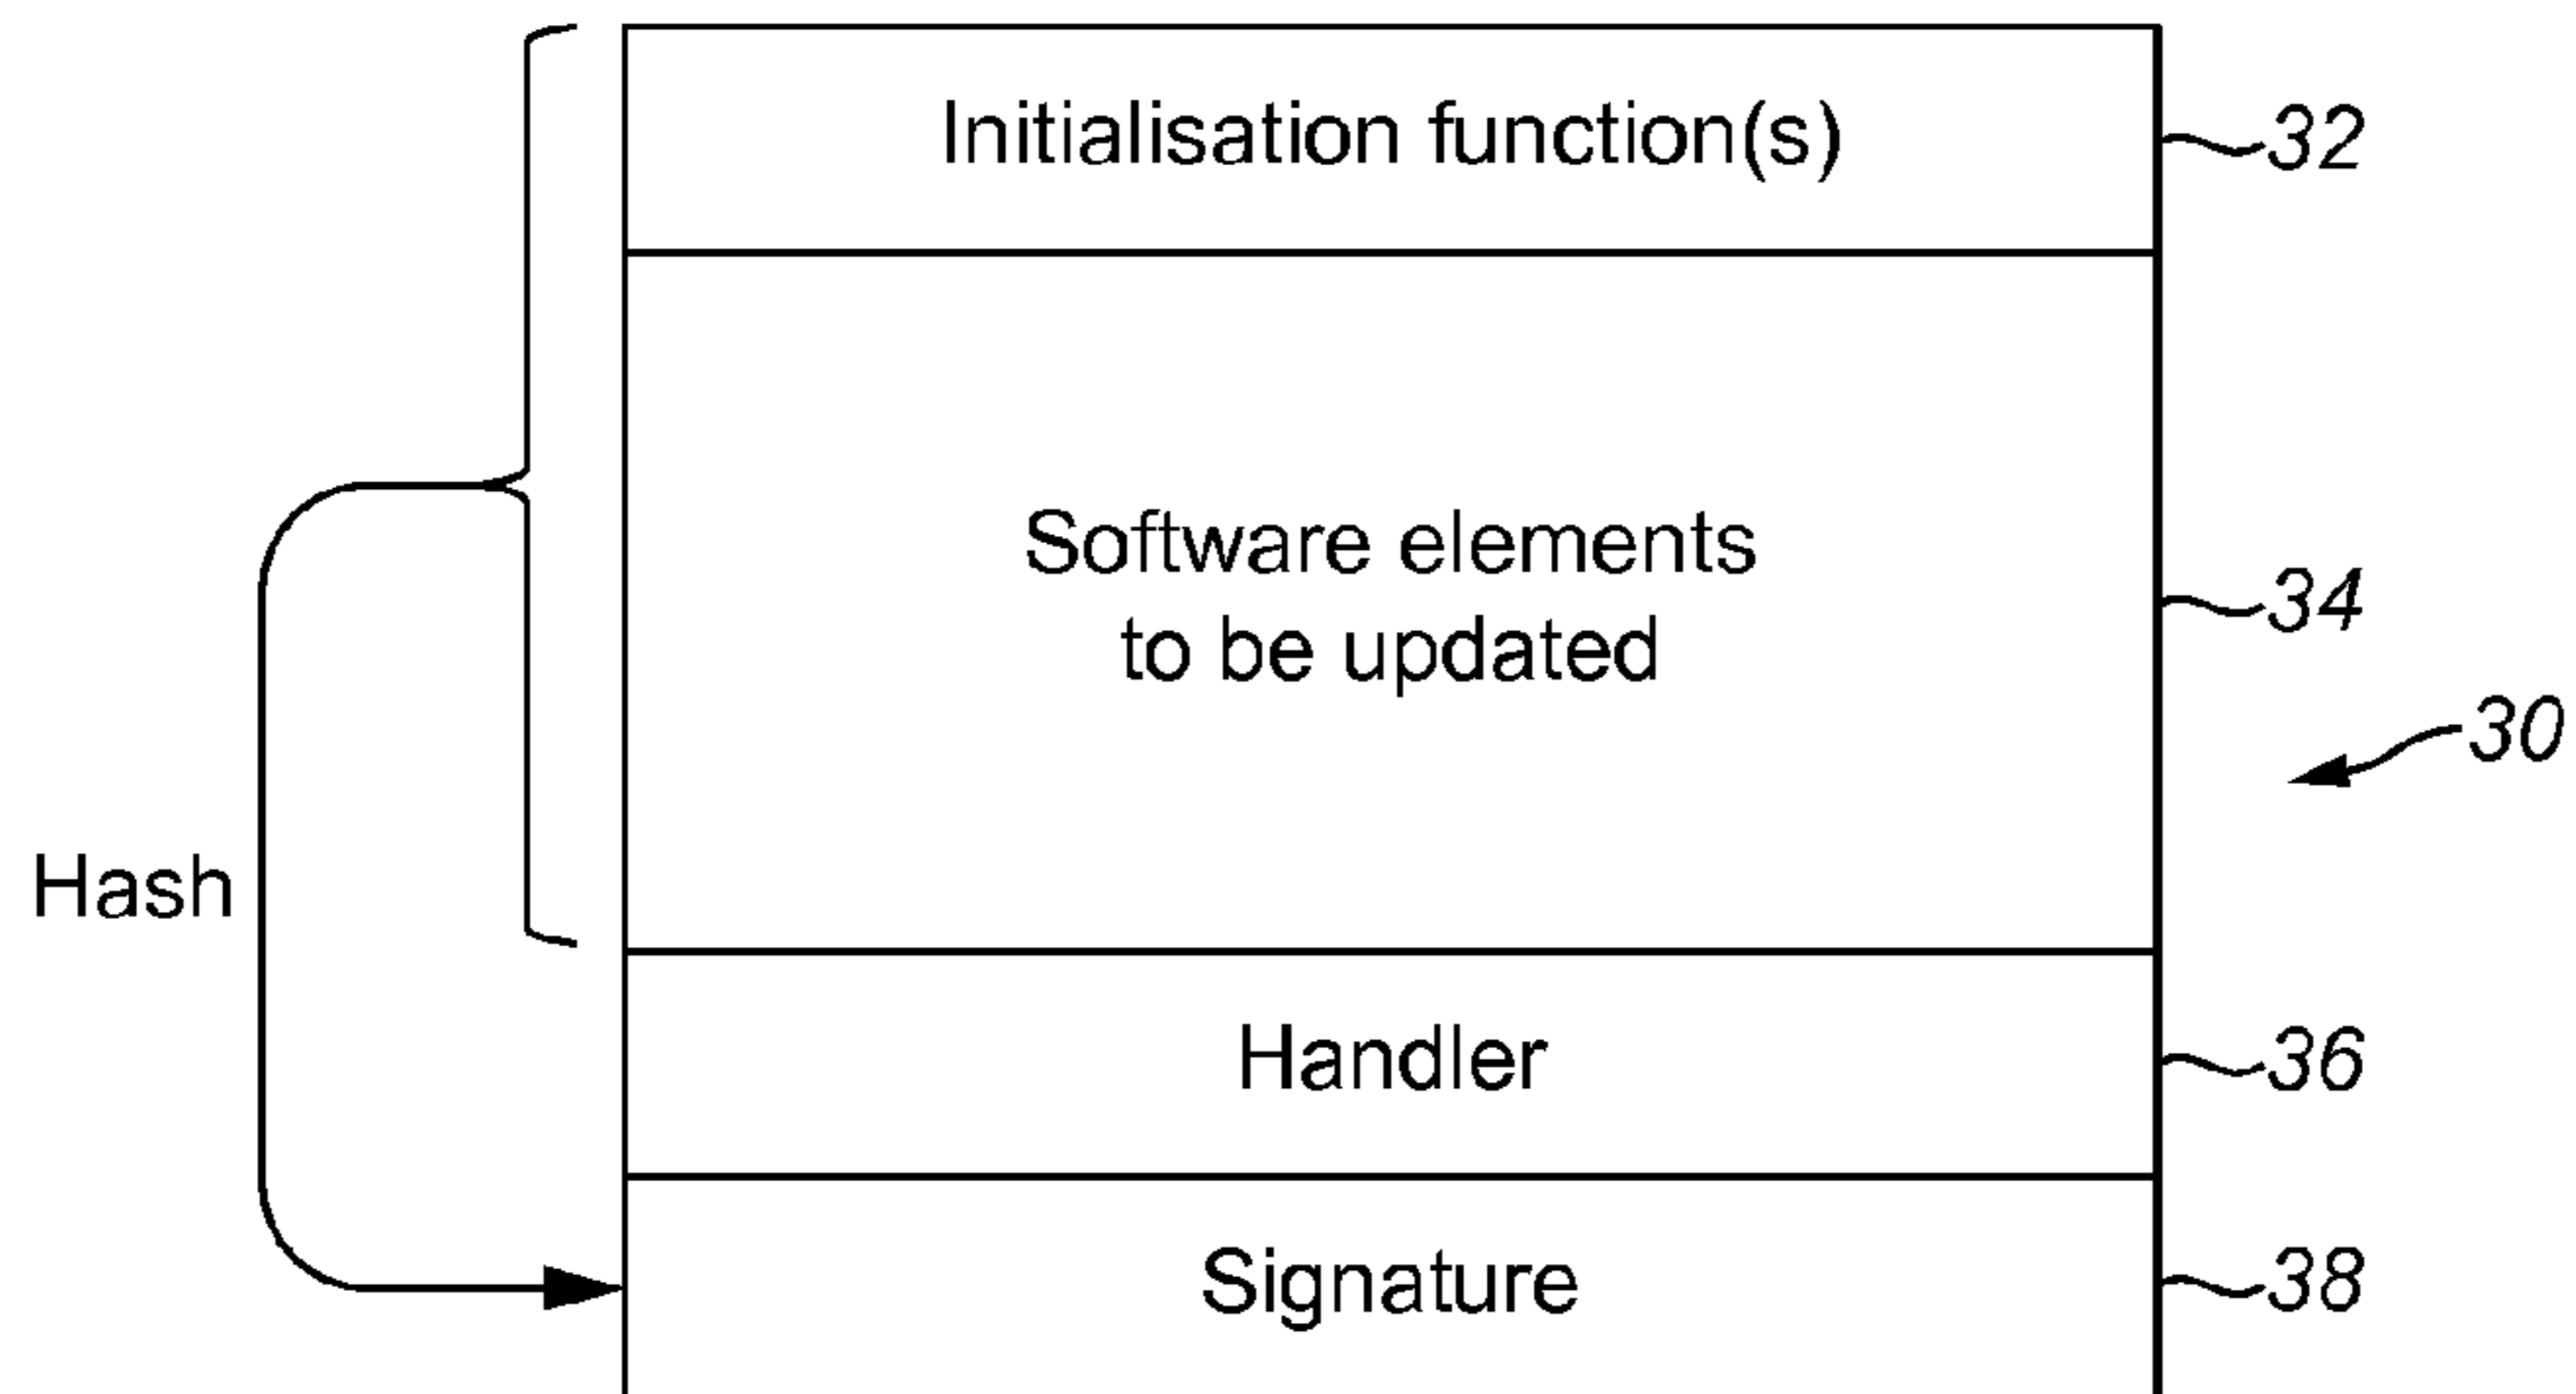 Initialisation function(s)
32
Software elements
to be updated
34
30
Hash
Handler
36
Signature
38